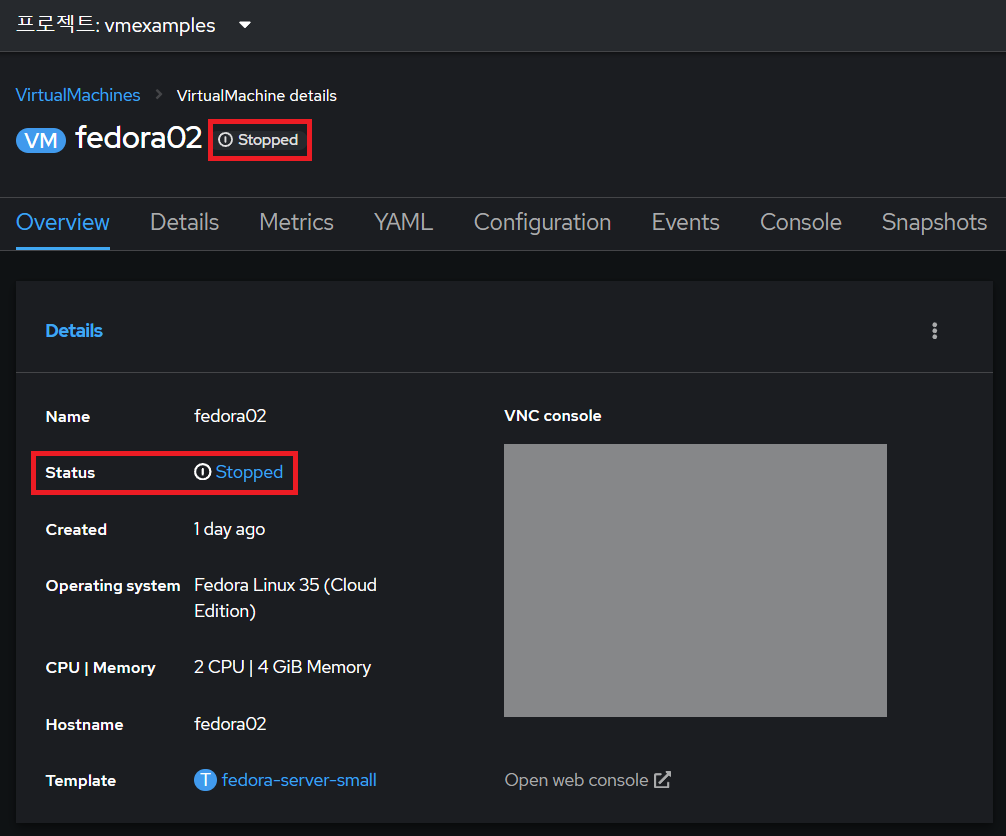 프로젝트: vmexamples
VirtualMachines > VirtualMachine details
VM fedora02 Stopped
Overview Details Metrics YAML Configuration Events Console Snapshots
Details
Name fedora02
Status Stopped
Created 1 day ago
Operating system Fedora Linux 35 (Cloud
Edition)
CPU | Memory 2 CPU | 4 GiB Memory
Hostname fedora02
Template T fedora-server-small
VNC console
Open web console